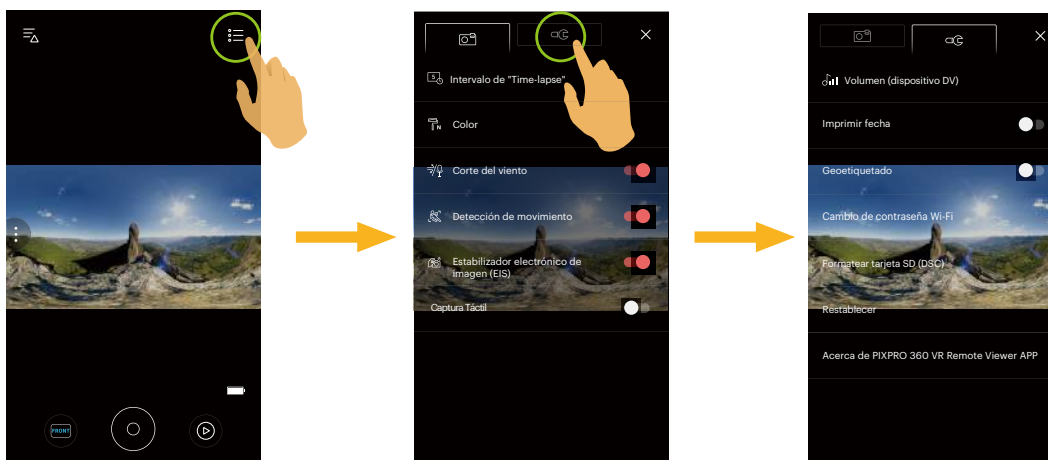 FRONT
S
Intervalo de "Time-lapse"
N
Color
Corte del viento
Detección de movimiento
Estabilizador electrónico de
imagen (EIS)
Captura Táctil
Volumen (dispositivo DV)
Imprimir fecha
Geoetiquetado
Cambio de contraseña Wi-Fi
Formatear tarjeta SD (DSC)
Restablecer
Acerca de PIXPRO 360 VR Remote Viewer APP